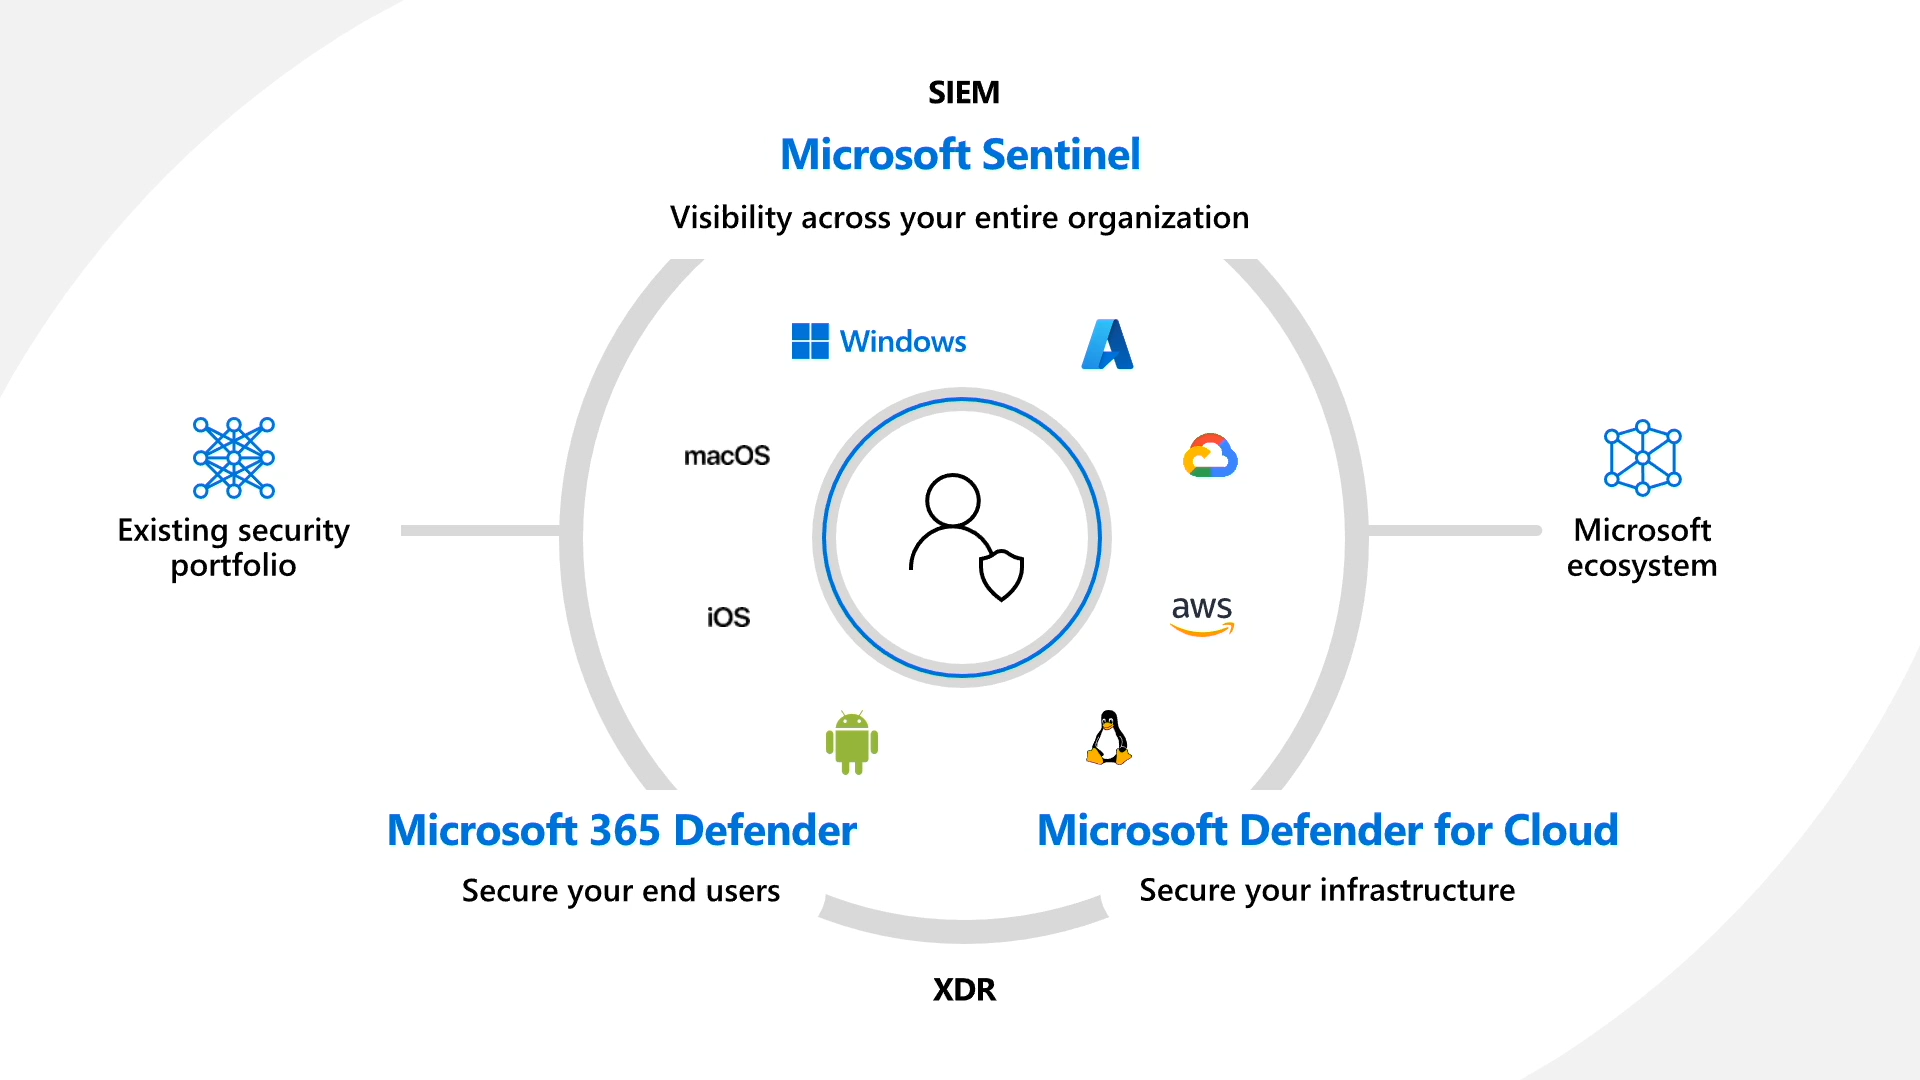 SIEM
Microsoft Sentinel
Visibility across your entire organization
Windows
macOS
iOS
aws
Existing security
portfolio
Microsoft
ecosystem
Microsoft 365 Defender
Secure your end users
Microsoft Defender for Cloud
Secure your infrastructure
XDR